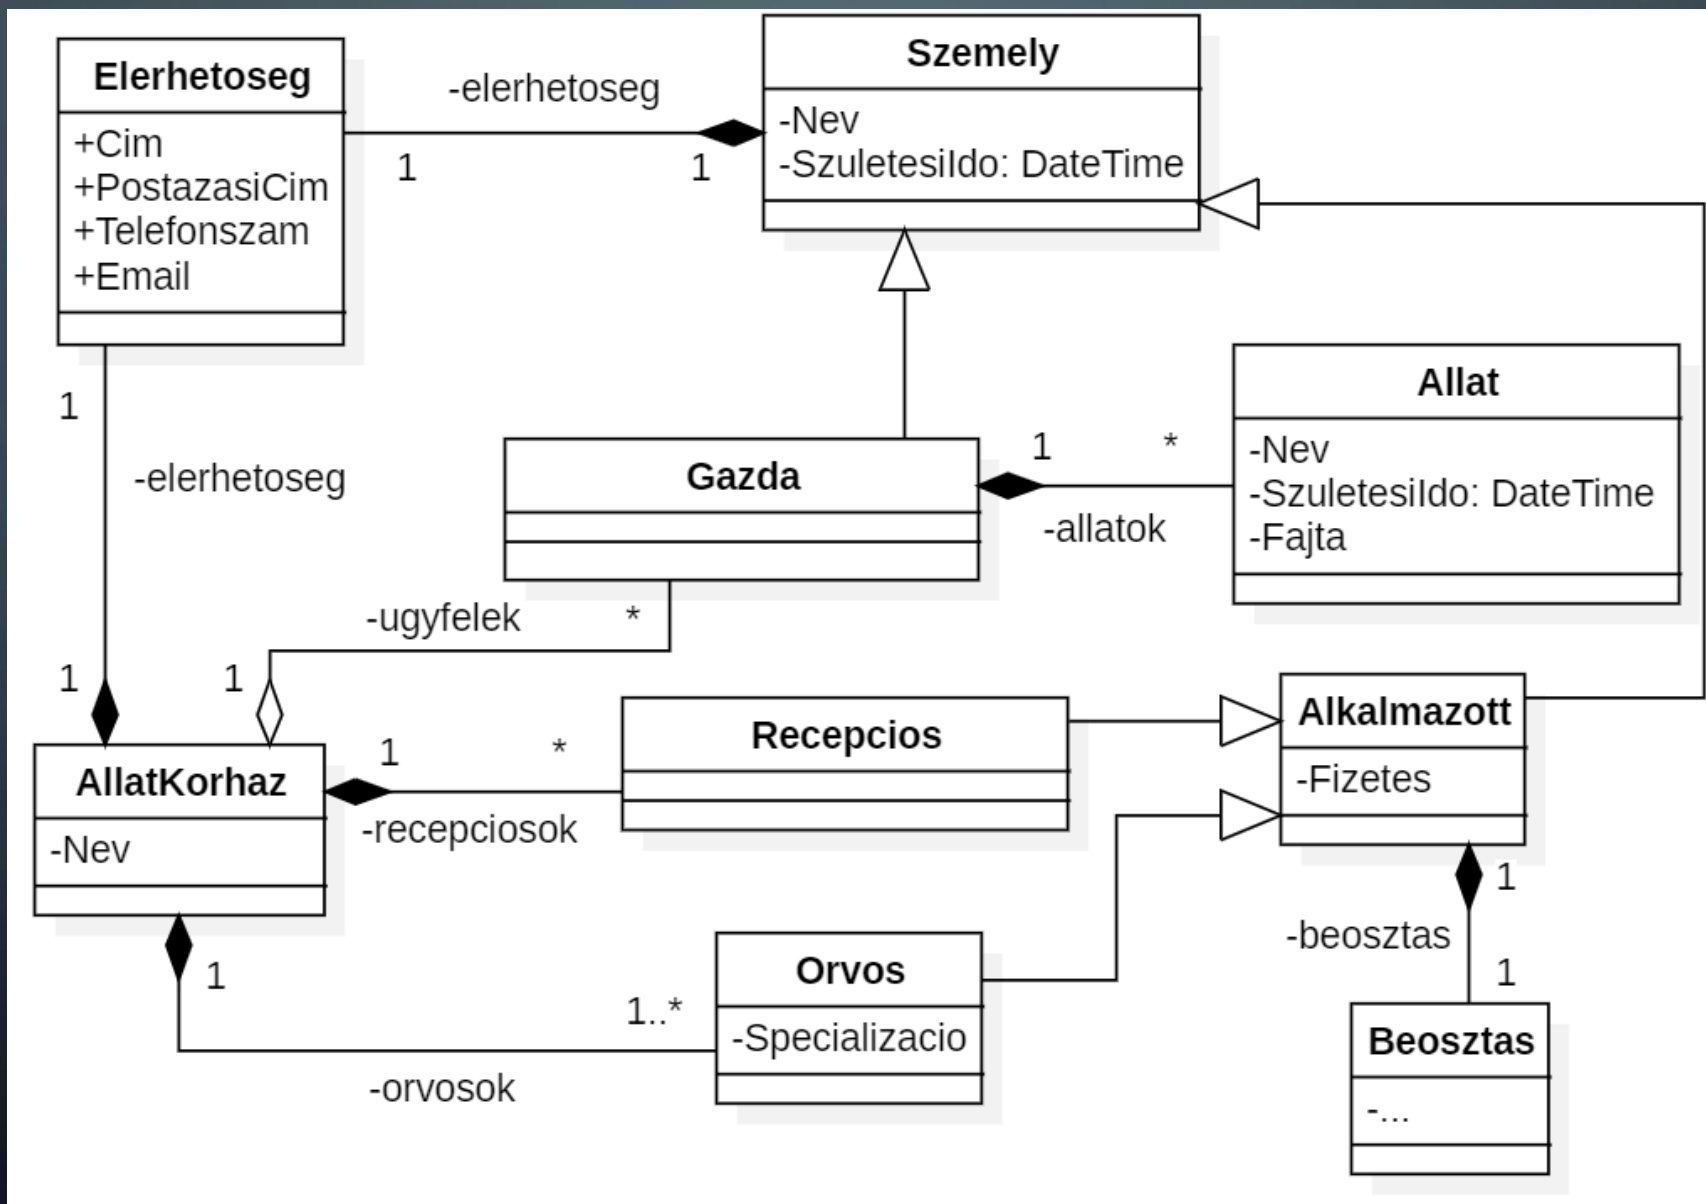 Elerhetoseg
+Cim
+PostazasiCim
+Telefonszam
+Email
-elerhetoseg
1
1
Szemely
-Nev
-SzuletesiIdo: DateTime
1
-elerhetoseg
1
Gazda
1
*
-allatok
Allat
-Nev
-SzuletesiIdo: DateTime
-Fajta
-ugyfelek
*
1
AllatKorhaz
-Nev
1
*
-recepciosok
Recepcios
Alkalmazott
-Fizetes
1
-beosztas
1
Beosztas
-...
1
1..*
-orvosok
Orvos
-Specializacio